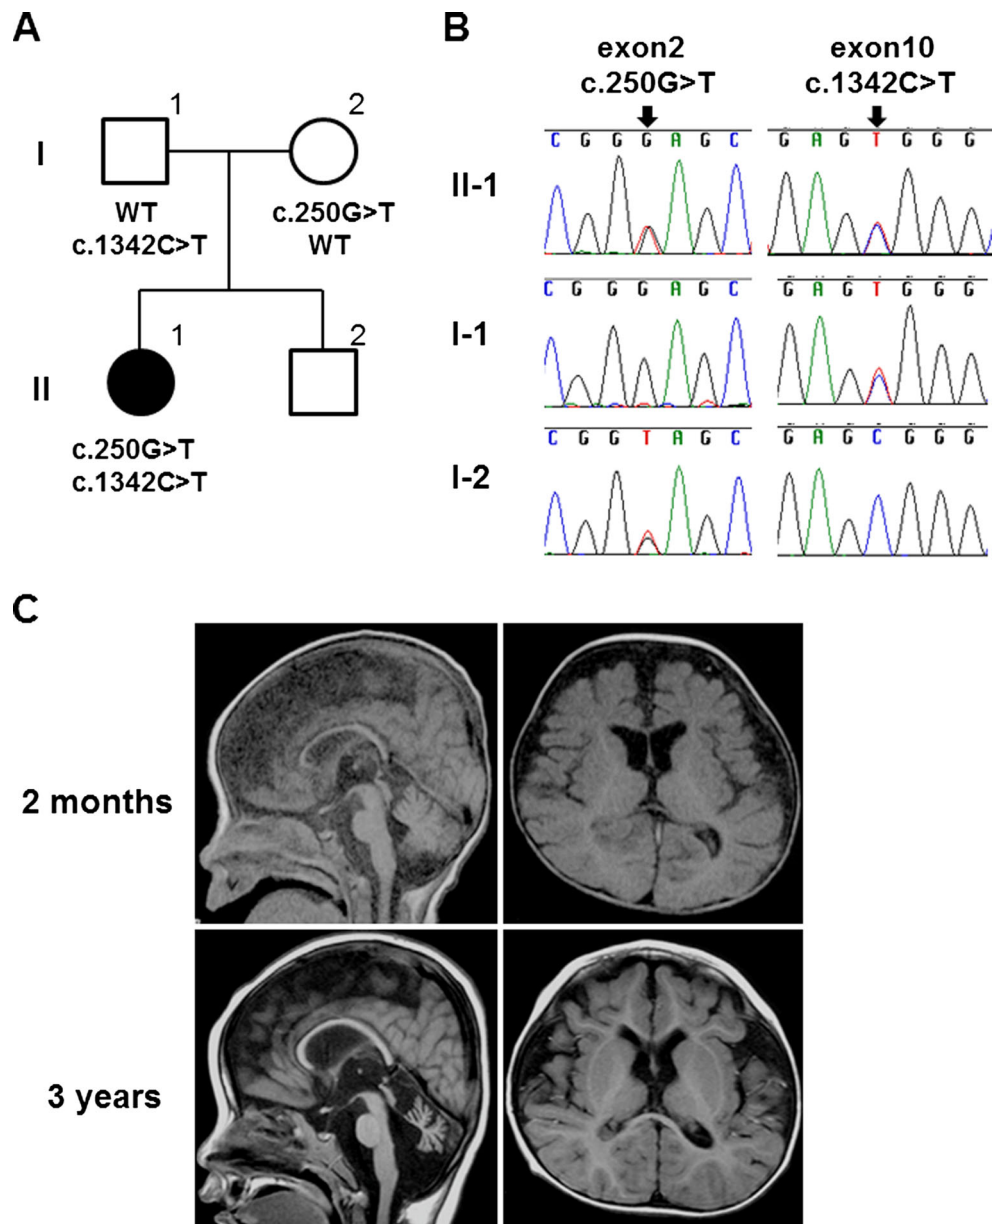 A
1
2
I
WT
c.1342C>T
c.250G>T
WT
1
2
II
c.250G>T
c.1342C>T
B
exon2
c.250G>T
exon10
c.1342C>T
II-1
C G G G A G C
G A G T G G G
I-1
C G G G A G C
G A G T G G G
I-2
C G G T A G C
G A G C G G G
C
2 months
3 years